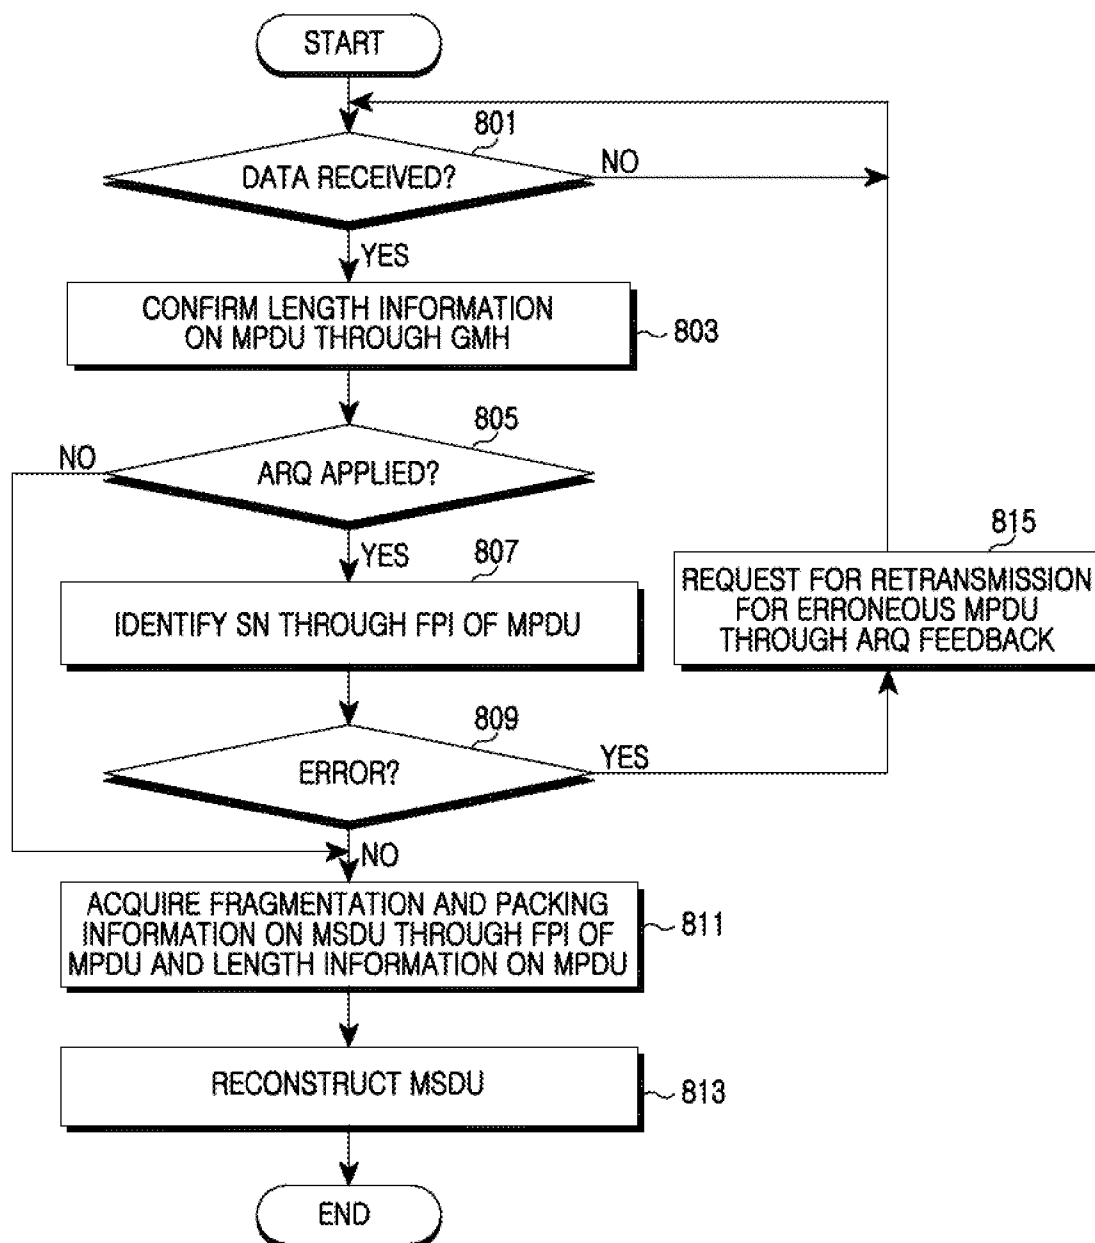 START
801
DATA RECEIVED?
NO
YES
CONFIRM LENGTH INFORMATION
ON MPDU THROUGH GMH
803
805
NO
ARQ APPLIED?
YES
807
IDENTIFY SN THROUGH FPI OF MPDU
815
REQUEST FOR RETRANSMISSION
FOR ERRONEOUS MPDU
THROUGH ARQ FEEDBACK
809
ERROR?
YES
NO
ACQUIRE FRAGMENTATION AND PACKING
INFORMATION ON MSDU THROUGH FPI OF
MPDU AND LENGTH INFORMATION ON MPDU
811
RECONSTRUCT MSDU
813
END